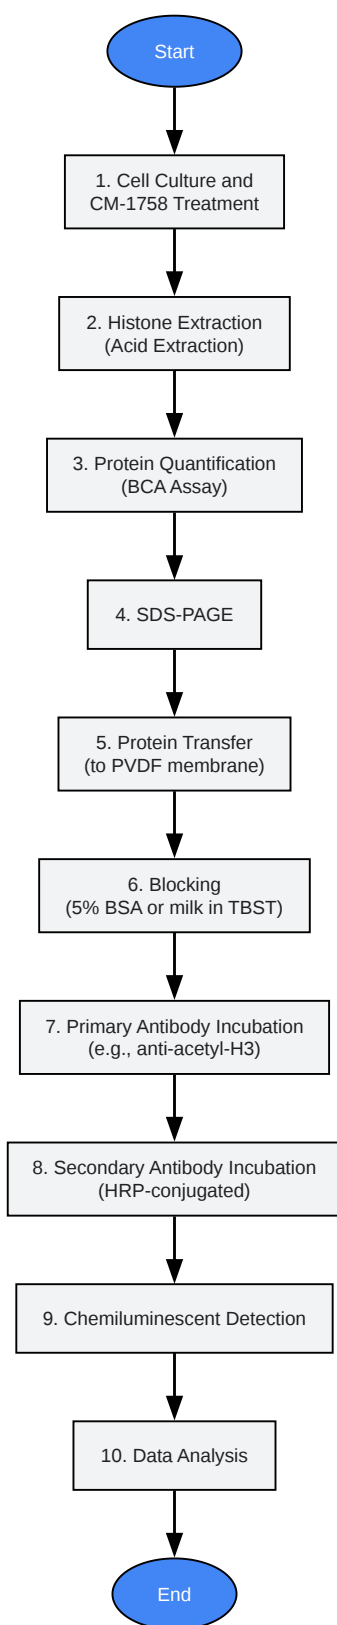 Start
1. Cell Culture and
CM-1758 Treatment
2. Histone Extraction
(Acid Extraction)
3. Protein Quantification
(BCA Assay)
4. SDS-PAGE
5. Protein Transfer
(to PVDF membrane)
6. Blocking
(5% BSA or milk in TBST)
7. Primary Antibody Incubation
(e.g., anti-acetyl-H3)
8. Secondary Antibody Incubation
(HRP-conjugated)
9. Chemiluminescent Detection
10. Data Analysis
End